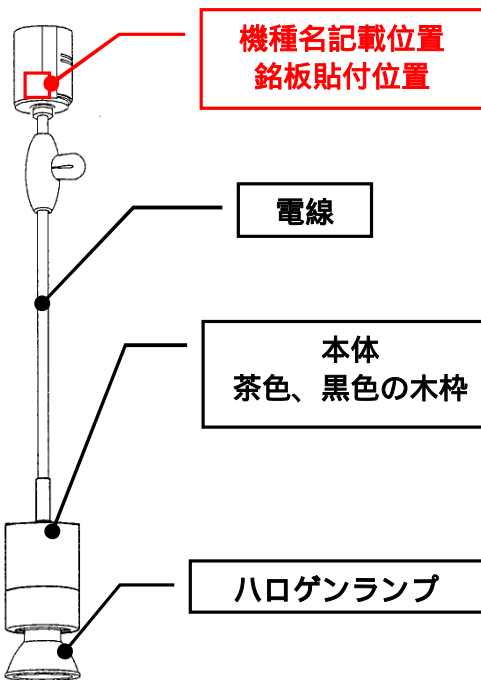 機種名記載位置
銘板貼付位置
電線
本体
茶色、黒色の木枠
ハロゲンランプ